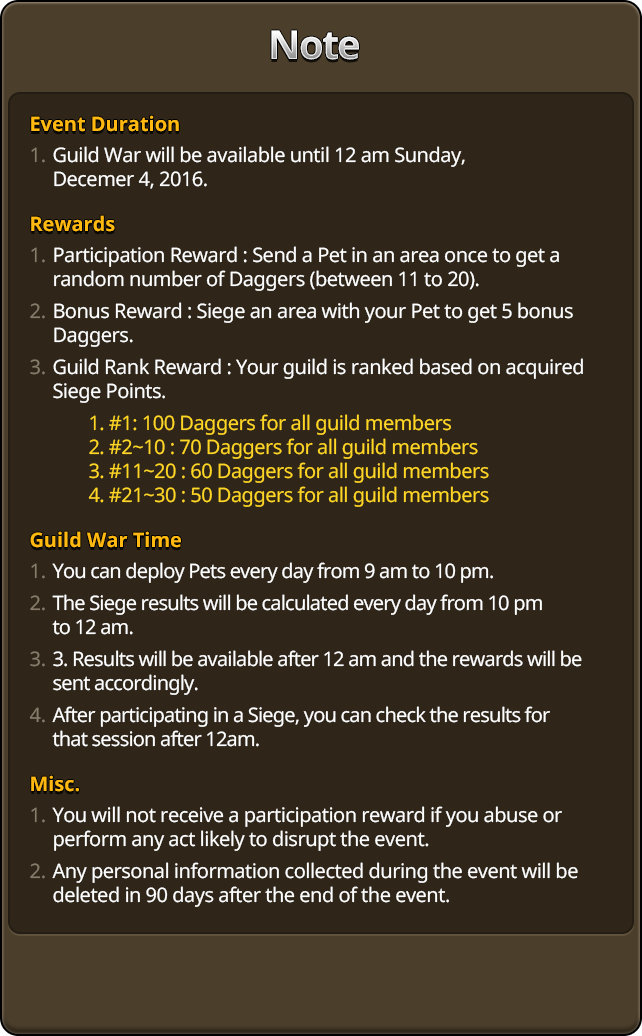 Note
Event Duration
1. Guild War will be available until 12 am Sunday,
Decemer 4, 2016.
Rewards
1. Participation Reward : Send a Pet in an area once to get a
random number of Daggers (between 11 to 20).
2. Bonus Reward : Siege an area with your Pet to get 5 bonus
Daggers.
3. Guild Rank Reward : Your guild is ranked based on acquired
Siege Points.
1. #1: 100 Daggers for all guild members
2. #2~10 : 70 Daggers for all guild members
3. #11~20 : 60 Daggers for all guild members
4. #21~30 : 50 Daggers for all guild members
Guild War Time
1. You can deploy Pets every day from 9 am to 10 pm.
2. The Siege results will be calculated every day from 10 pm
to 12 am.
3. 3. Results will be available after 12 am and the rewards will be
sent accordingly.
4. After participating in a Siege, you can check the results for
that session after 12am.
Misc.
1. You will not receive a participation reward if you abuse or
perform any act likely to disrupt the event.
2. Any personal information collected during the event will be
deleted in 90 days after the end of the event.